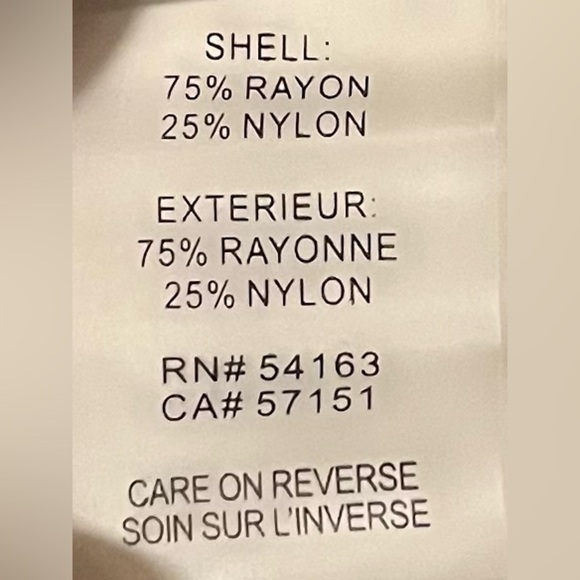 SHELL:
75% RAYON
25% NYLON
EXTERIEUR:
75% RAYONNE
25% NYLON
RN# 54163
CA# 57151
CARE ON REVERSE
SOIN SUR L'INVERSE